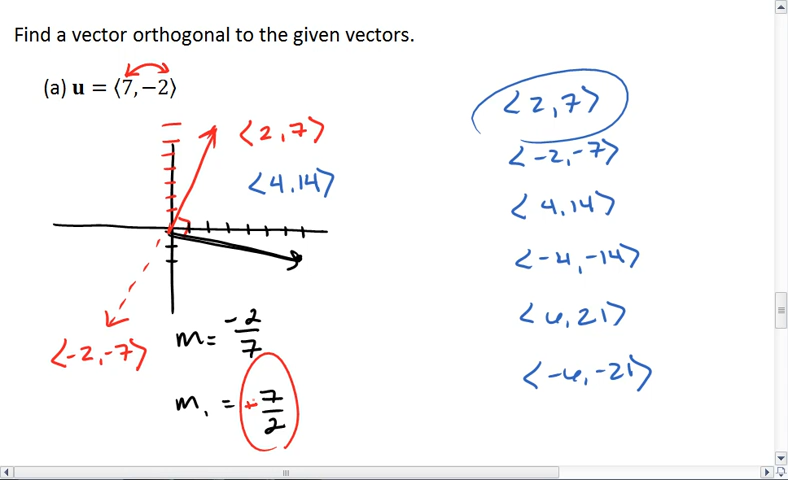 Find a vector orthogonal to the given vectors.
(a) u = ⟨7, −2⟩
<2, 7>
<4, 14>
<-2, -7>
m = -2/7
m₁ = +7/2
<2, 7>
<-2, -7>
<4, 14>
<-4, -14>
<6, 21>
<-6, -21>